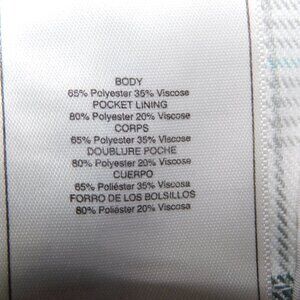 BODY
65% Polyester 35% Viscose
POCKET LINING
80% Polyester 20% Viscose
CORPS
65% Polyester 35% Viscose
DOUBLURE POCHE
80% Polyester 20% Viscose
CUERPO
65% Poliéster 35% Viscosa
FORRO DE LOS BOLSILLOS
80% Poliéster 20% Viscosa